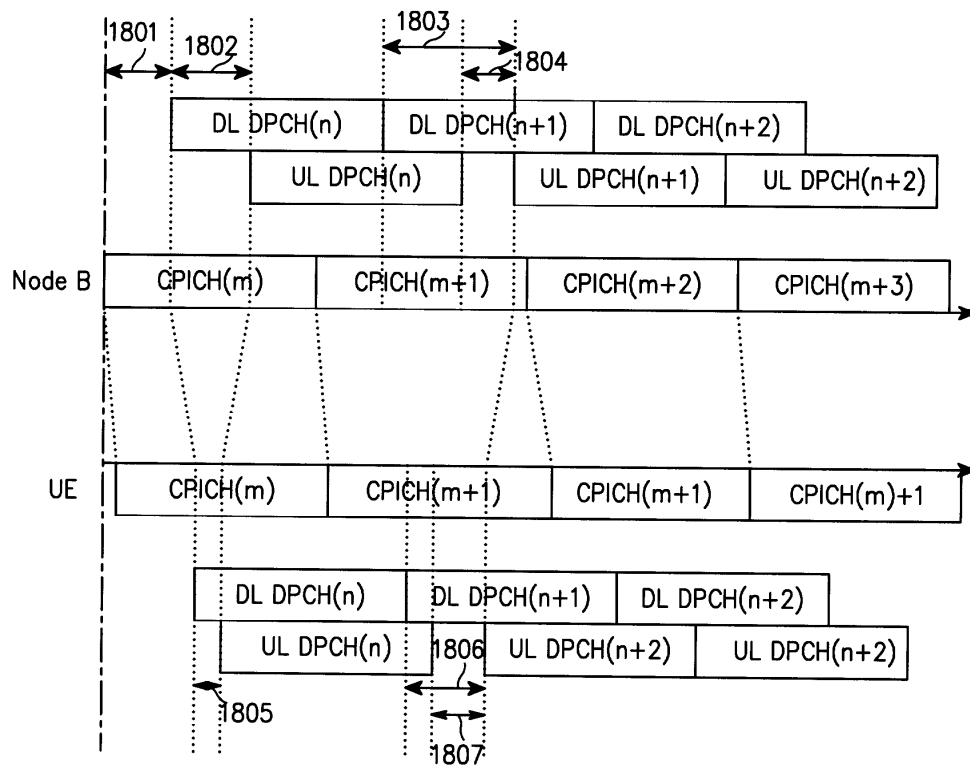 1801
1802
1803
1804
DL DPCH(n)
DL DPCH(n+1)
DL DPCH(n+2)
UL DPCH(n)
UL DPCH(n+1)
UL DPCH(n+2)
Node B
CPICH(m)
CPICH(m+1)
CPICH(m+2)
CPICH(m+3)
UE
CPICH(m)
CPICH(m+1)
CPICH(m+1)
CPICH(m)+1
DL DPCH(n)
DL DPCH(n+1)
DL DPCH(n+2)
UL DPCH(n)
1806
UL DPCH(n+2)
UL DPCH(n+2)
1805
1807